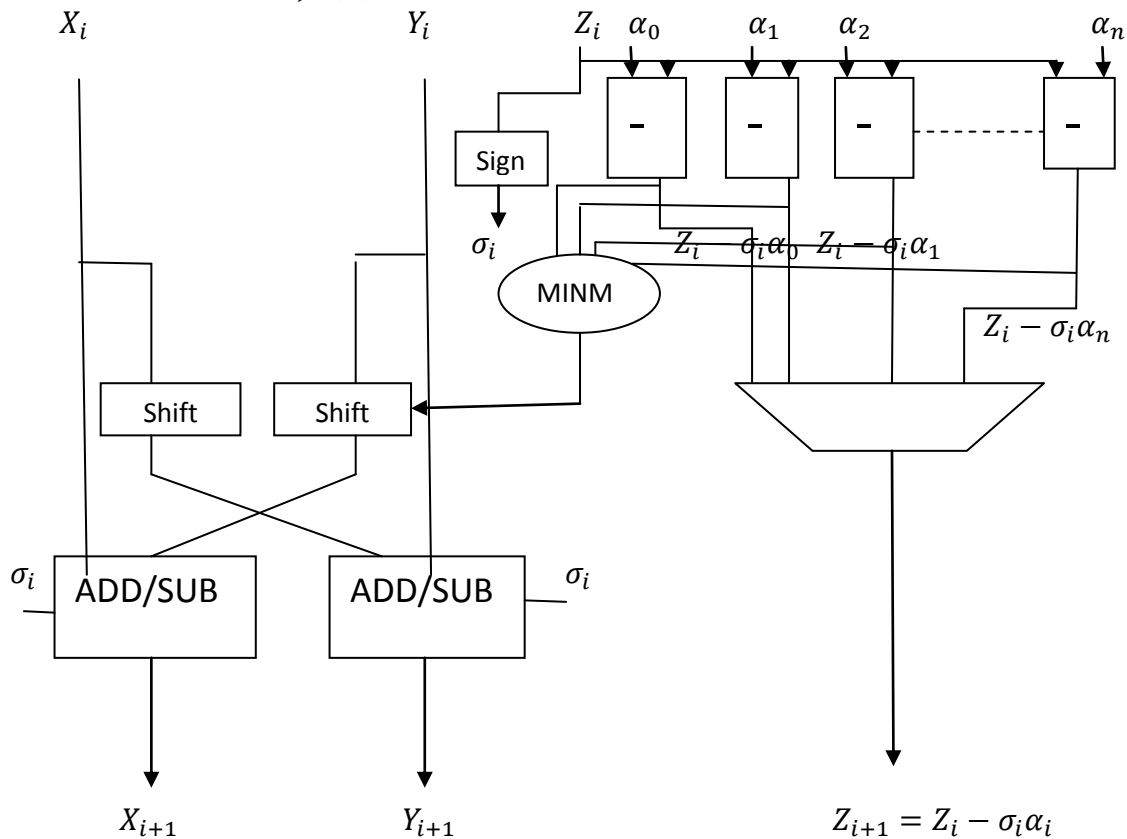 X_i Y_i Z_i α_0 α_1 α_2 α_n
- - - -
Sign
σ_i
Z_i − σ_iα_0 Z_i − σ_iα_1
MINM
Z_i − σ_iα_n
Shift Shift
σ_i ADD/SUB ADD/SUB σ_i
X_{i+1} Y_{i+1} Z_{i+1} = Z_i − σ_iα_i